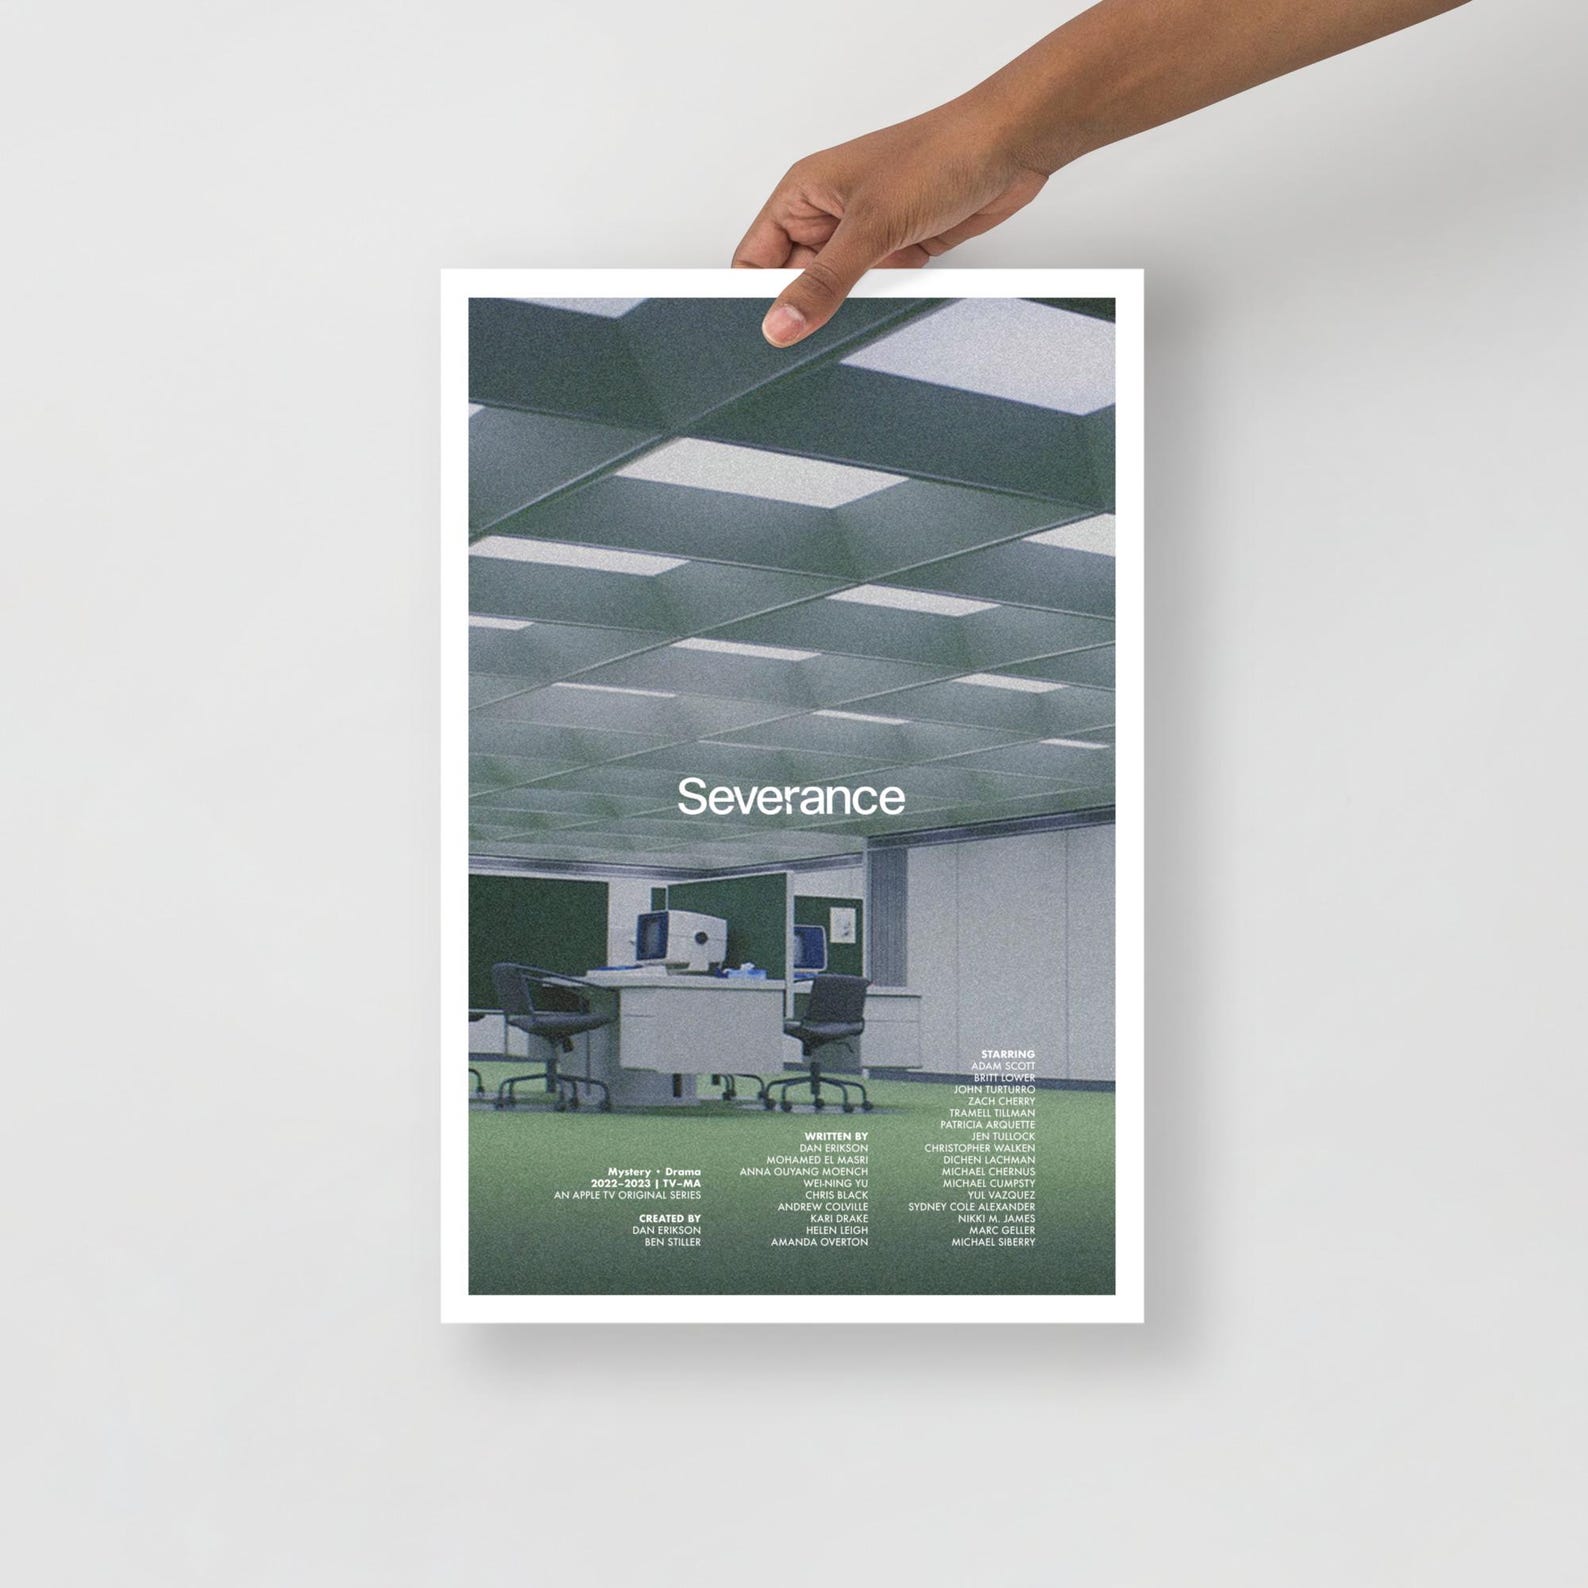 Severance
Mystery • Drama
2022–2023 | TV–MA
AN APPLE TV ORIGINAL SERIES
CREATED BY
DAN ERIKSON
BEN STILLER
WRITTEN BY
DAN ERIKSON
MOHAMED EL MASRI
ANNA OUYANG MOENCH
WEI-NING YU
CHRIS BLACK
ANDREW COLVILLE
KARI DRAKE
HELEN LEIGH
AMANDA OVERTON
STARRING
ADAM SCOTT
BRITT LOWER
JOHN TURTURRO
ZACH CHERRY
TRAMELL TILLMAN
PATRICIA ARQUETTE
JEN TULLOCK
CHRISTOPHER WALKEN
DICHEN LACHMAN
MICHAEL CHERNUS
MICHAEL CUMPSTY
YUL VAZQUEZ
SYDNEY COLE ALEXANDER
NIKKI M. JAMES
MARC GELLER
MICHAEL SIBERRY